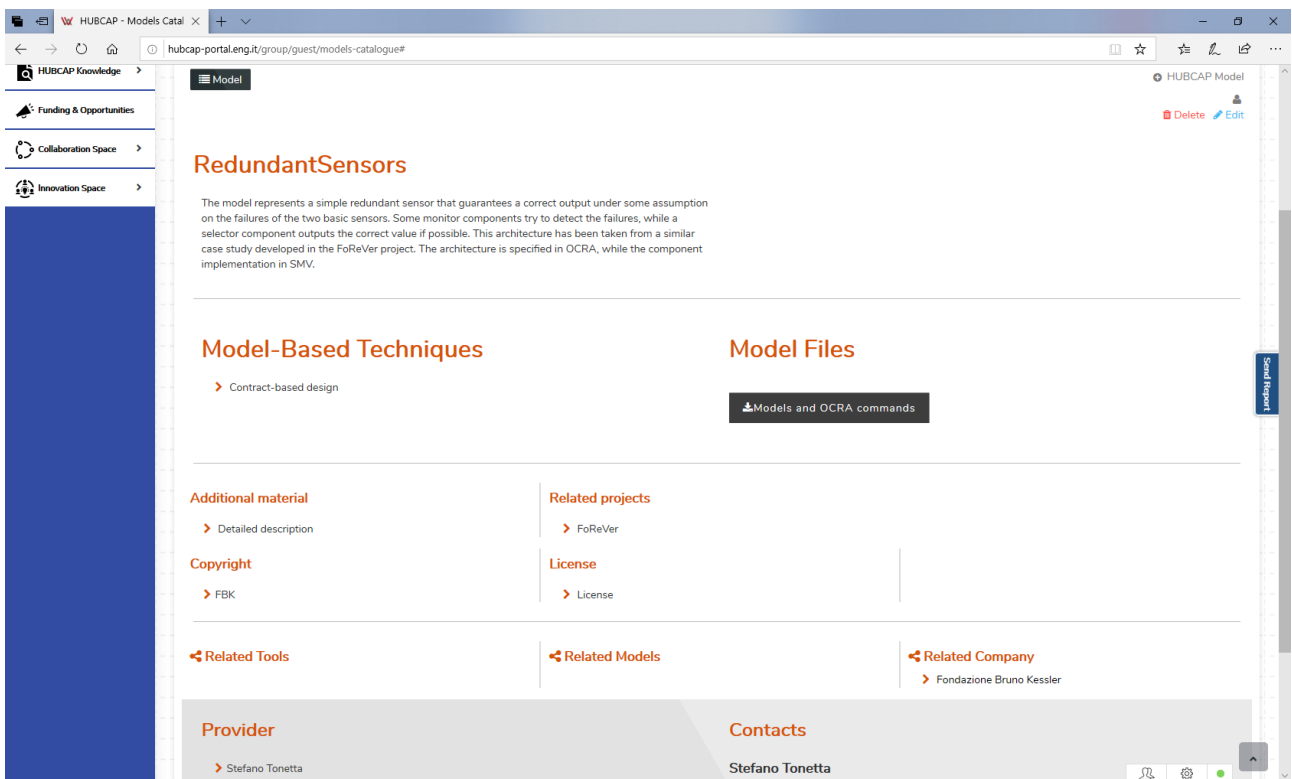 HUBCAP - Models Catal
hubcap-portal.eng.it/group/guest/models-catalogue#
HUBCAP Knowledge
Funding & Opportunities
Collaboration Space
Innovation Space
Model
HUBCAP Model
Delete Edit
RedundantSensors
The model represents a simple redundant sensor that guarantees a correct output under some assumption
on the failures of the two basic sensors. Some monitor components try to detect the failures, while a
selector component outputs the correct value if possible. This architecture has been taken from a similar
case study developed in the FoReVer project. The architecture is specified in OCRA, while the component
implementation in SMV.
Model-Based Techniques
Contract-based design
Model Files
Models and OCRA commands
Send Report
Additional material
Detailed description
Related projects
FoReVer
Copyright
FBK
License
License
Related Tools
Related Models
Related Company
Fondazione Bruno Kessler
Provider
Stefano Tonetta
Contacts
Stefano Tonetta